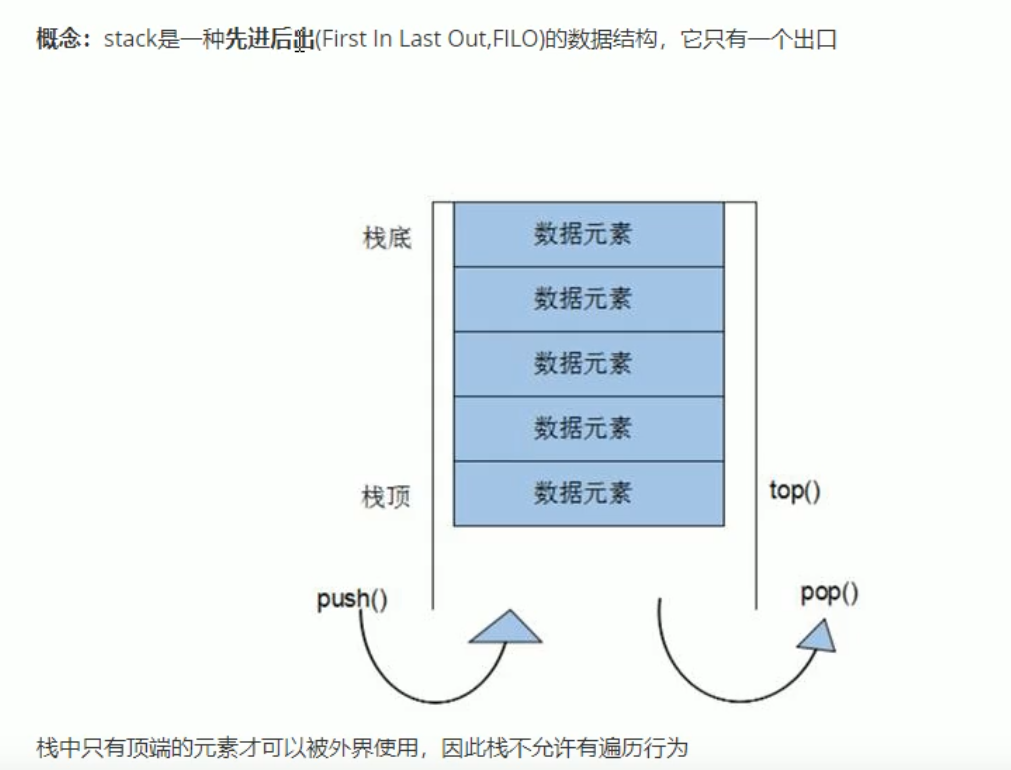 概念：stack是一种先进后出(First In Last Out,FILO)的数据结构，它只有一个出口
栈底
数据元素
数据元素
数据元素
数据元素
栈顶
数据元素
top()
push()
pop()
栈中只有顶端的元素才可以被外界使用，因此栈不允许有遍历行为